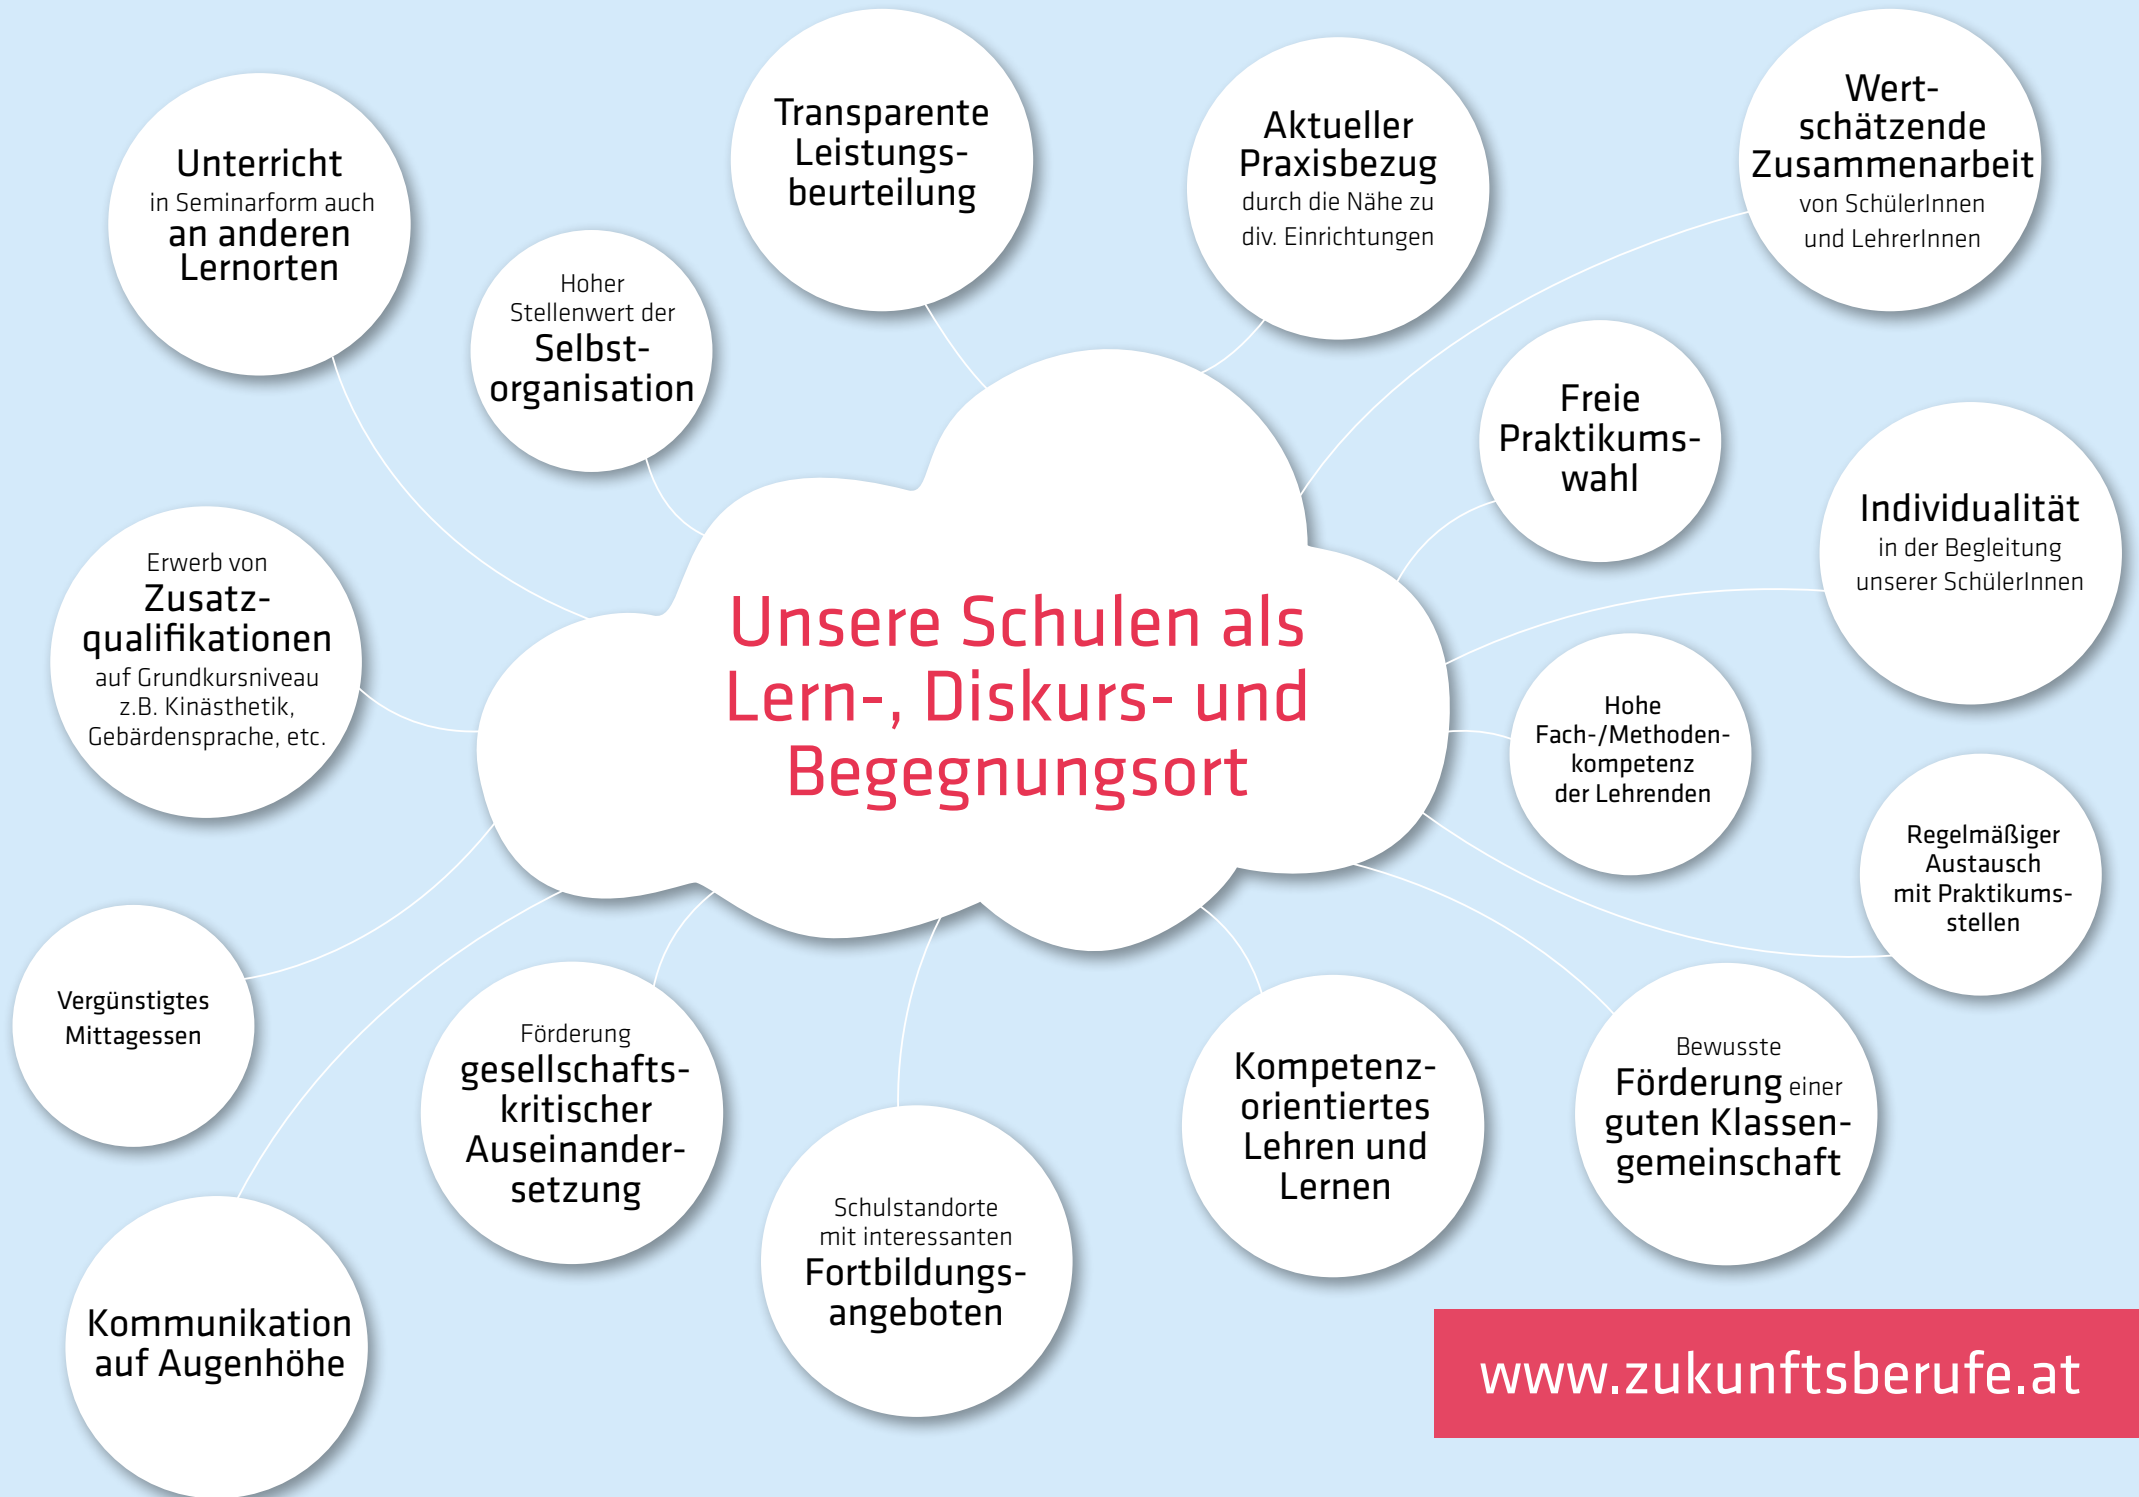 Unterricht
in Seminarform auch
an anderen
Lernorten
Hoher
Stellenwert der
Selbst-
organisation
Transparente
Leistungs-
beurteilung
Aktueller
Praxisbezug
durch die Nähe zu
div. Einrichtungen
Wert-
schätzende
Zusammenarbeit
von SchülerInnen
und LehrerInnen
Freie
Praktikums-
wahl
Individualität
in der Begleitung
unserer SchülerInnen
Erwerb von
Zusatz-
qualifikationen
auf Grundkursniveau
z.B. Kinästhetik,
Gebärdensprache, etc.
Unsere Schulen als
Lern-, Diskurs- und
Begegnungsort
Hohe
Fach-/Methoden-
kompetenz
der Lehrenden
Regelmäßiger
Austausch
mit Praktikums-
stellen
Vergünstigtes
Mittagessen
Förderung
gesellschafts-
kritischer
Auseinander-
setzung
Kompetenz-
orientiertes
Lehren und
Lernen
Bewusste
Förderung einer
guten Klassen-
gemeinschaft
Schulstandorte
mit interessanten
Fortbildungs-
angeboten
Kommunikation
auf Augenhöhe
www.zukunftsberufe.at